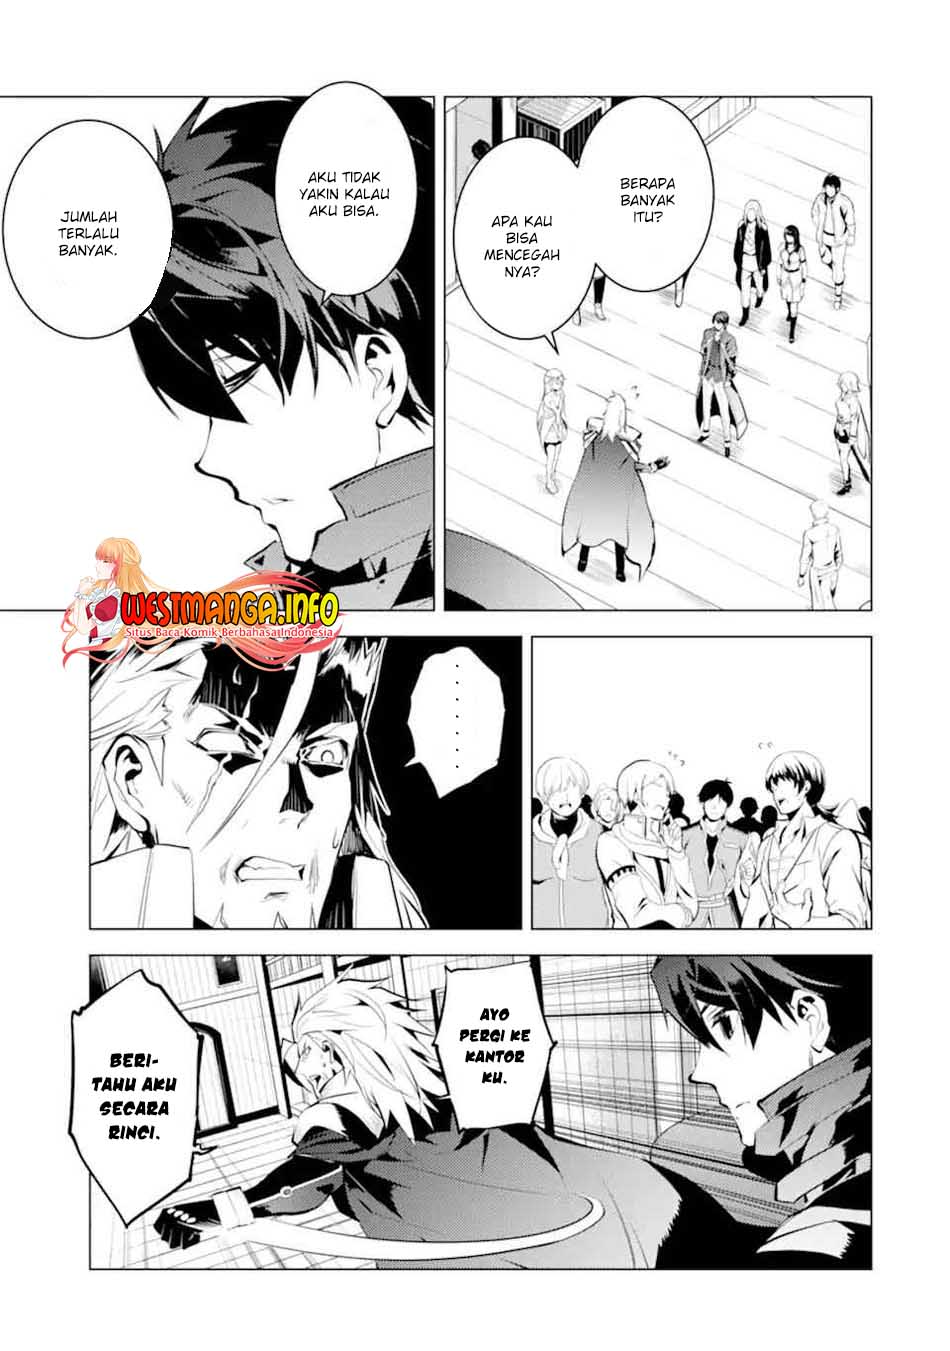 BERAPA
BANYAK
ITU?
APA KAU
BISA
MENCEGAH
NYA?
AKU TIDAK
YAKIN KALAU
AKU BISA.
JUMLAH
TERLALU
BANYAK.
WESTMANGA.INFO
Situs Baca Komik Berbahasa Indonesia
.......
AYO
PERGI KE
KANTOR
KU.
BERI-
TAHU AKU
SECARA
RINCI.